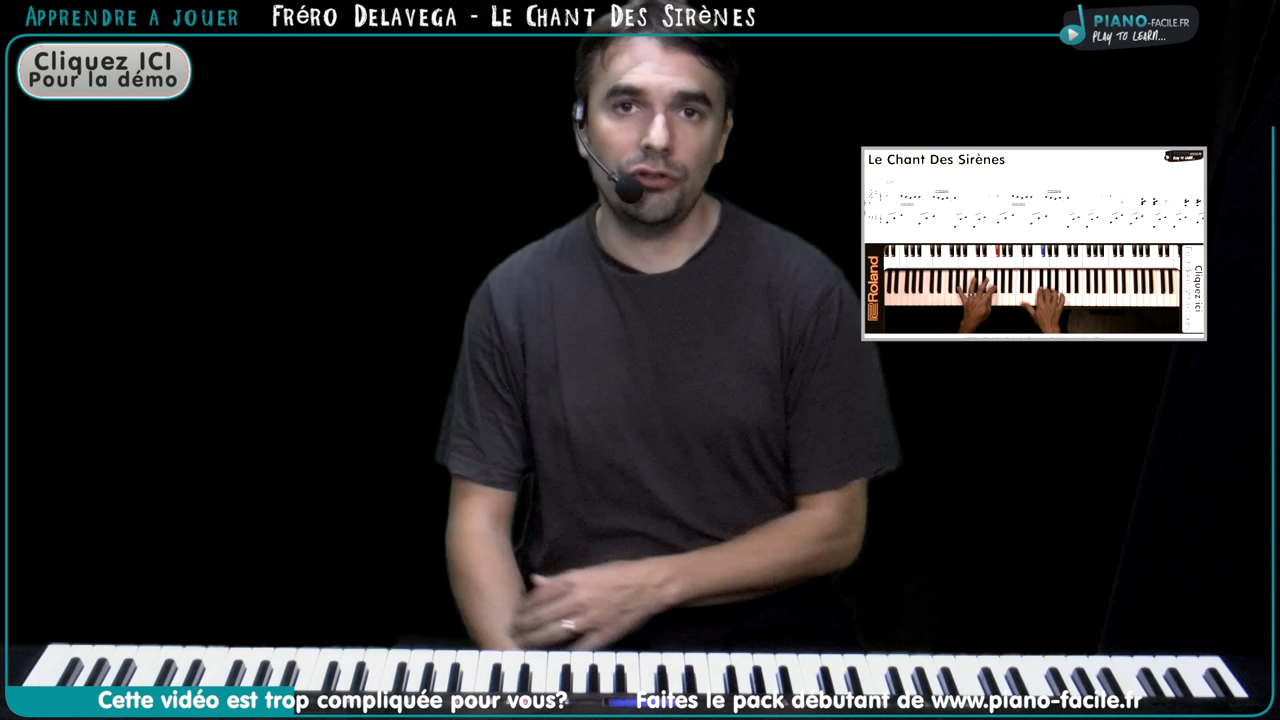 Apprendre a jouer Fréro Delavega - Le Chant Des Sirènes
PIANO-FACILE.FR
PLAY TO LEARN...
Cliquez ICI
Pour la démo
Le Chant Des Sirènes
Roland
Cliquez ici
Cette vidéo est trop compliquée pour vous? Faites le pack débutant de www.piano-facile.fr